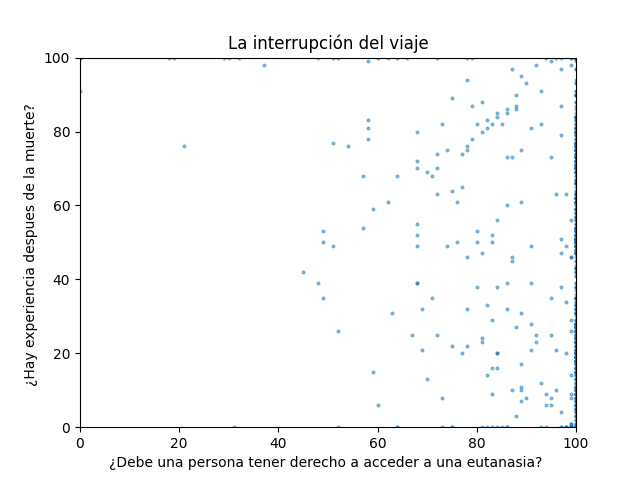 La interrupción del viaje
¿Hay experiencia despues de la muerte?
100
80
60
40
20
0
0 20 40 60 80 100
¿Debe una persona tener derecho a acceder a una eutanasia?